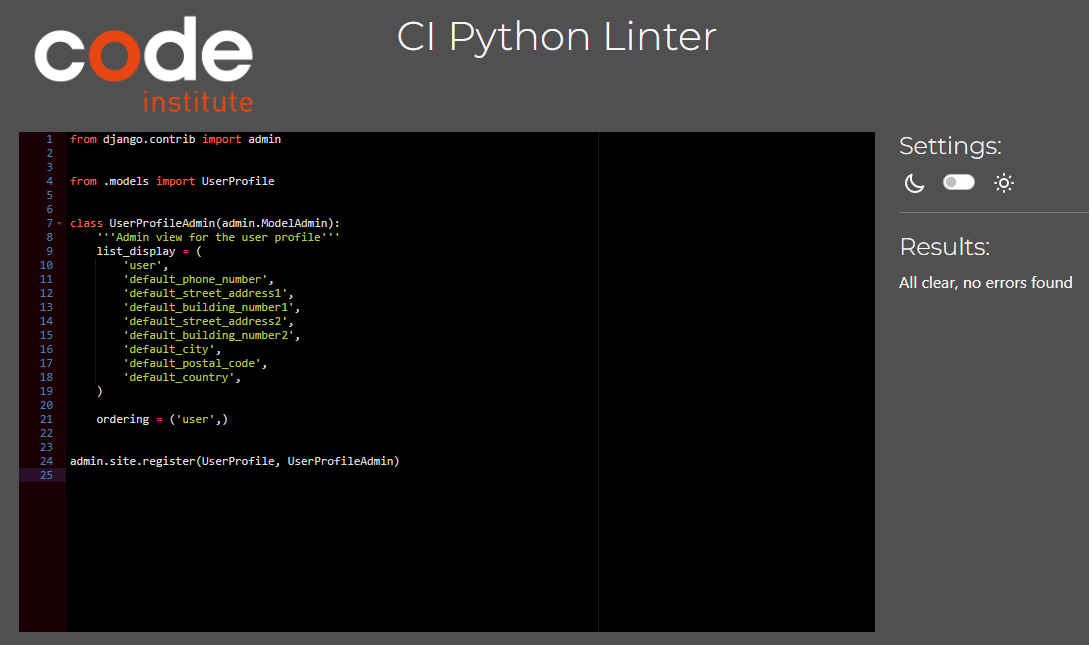 code
institute
CI Python Linter
1 from django.contrib import admin
2
3
4 from .models import UserProfile
5
6
7 class UserProfileAdmin(admin.ModelAdmin):
8     '''Admin view for the user profile'''
9     list_display = (
10         'user',
11         'default_phone_number',
12         'default_street_address1',
13         'default_building_number1',
14         'default_street_address2',
15         'default_building_number2',
16         'default_city',
17         'default_postal_code',
18         'default_country',
19     )
20
21     ordering = ('user',)
22
23
24 admin.site.register(UserProfile, UserProfileAdmin)
25
Settings:
Results:
All clear, no errors found